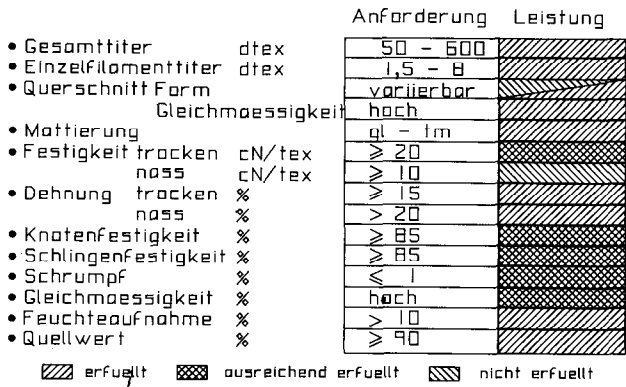 Anforderung Leistung
• Gesamttiter dtex 50 - 600
• Einzelfilamenttiter dtex 1,5 - 8
• Querschnitt Form variierbar
Gleichmaessigkeit hoch
• Mattierung gl - tm
• Festigkeit trocken cN/tex ⩾ 20
nass cN/tex ⩾ 10
• Dehnung trocken % ⩾ 15
nass % > 20
• Knotenfestigkeit % ⩾ 85
• Schlingenfestigkeit % ⩾ 85
• Schrumpf % ⩽ 1
• Gleichmaessigkeit % hoch
• Feuchteaufnahme % > 10
• Quellwert % ⩾ 90
erfuellt ausreichend erfuellt nicht erfuellt